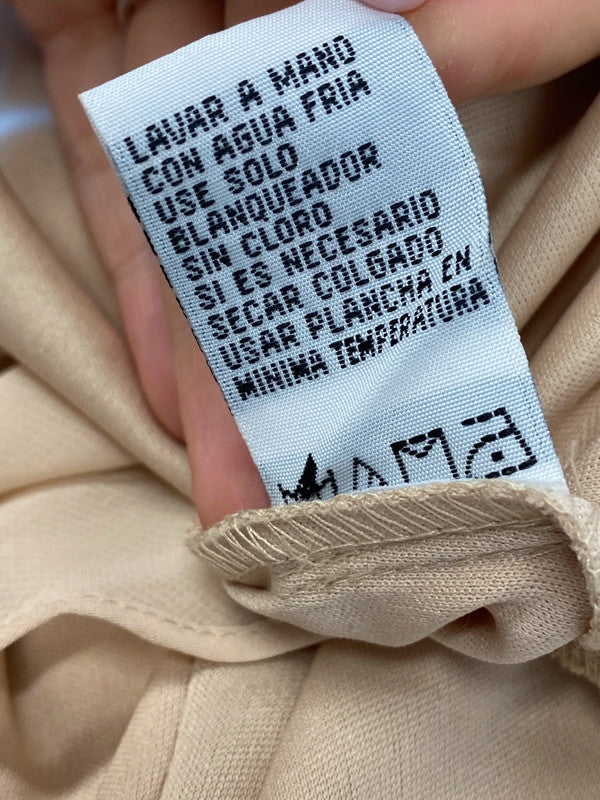 LAVAR A MANO
CON AGUA FRIA
USE SOLO
BLANQUEADOR
SIN CLORO
SI ES NECESARIO
SECAR COLGADO
USAR PLANCHA EN
MINIMA TEMPERATURA